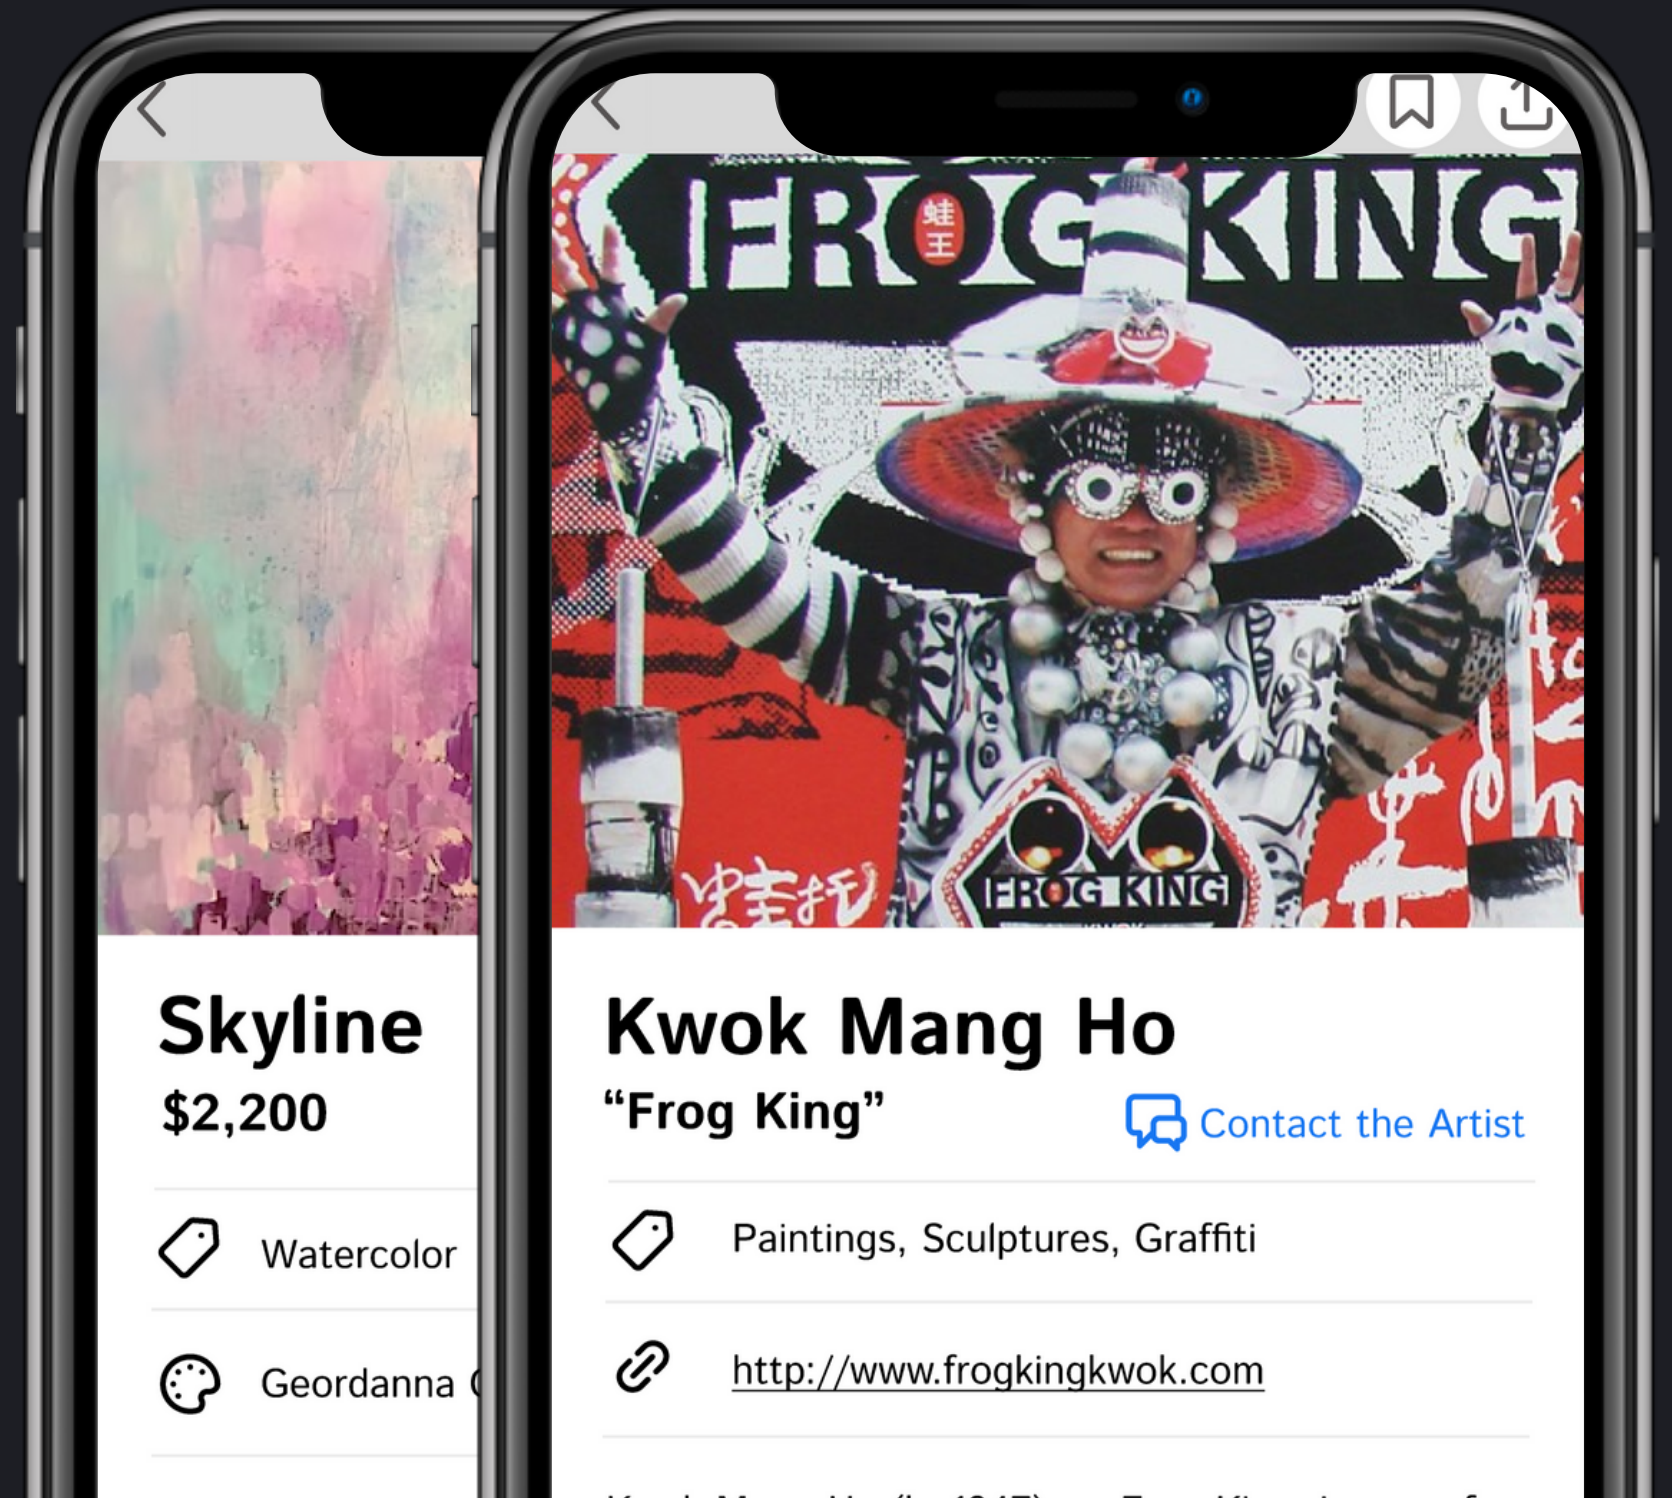 Skyline
$2,200
Watercolor
Geordanna
FROG KING
蛙
王
FROG KING
Kwok Mang Ho
“Frog King”
Contact the Artist
Paintings, Sculptures, Graffiti
http://www.frogkingkwok.com